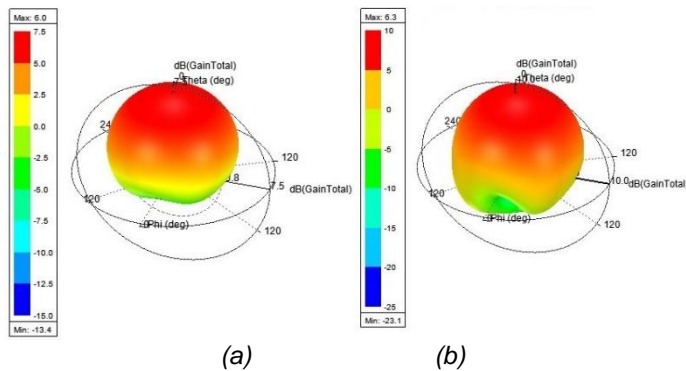 Max: 6.0
7.5
5.0
2.5
0.0
-2.5
-5.0
-7.5
-10.0
-12.5
-15.0
Min: -13.4
dB(GainTotal)
Theta (deg)
120
7.5
dB(GainTotal)
120
120
Phi (deg)
(a)
Max: 6.3
10
5
0
-5
-10
-15
-20
-25
Min: -23.1
dB(GainTotal)
Theta (deg)
240
120
10.0
dB(GainTotal)
120
120
Phi (deg)
(b)